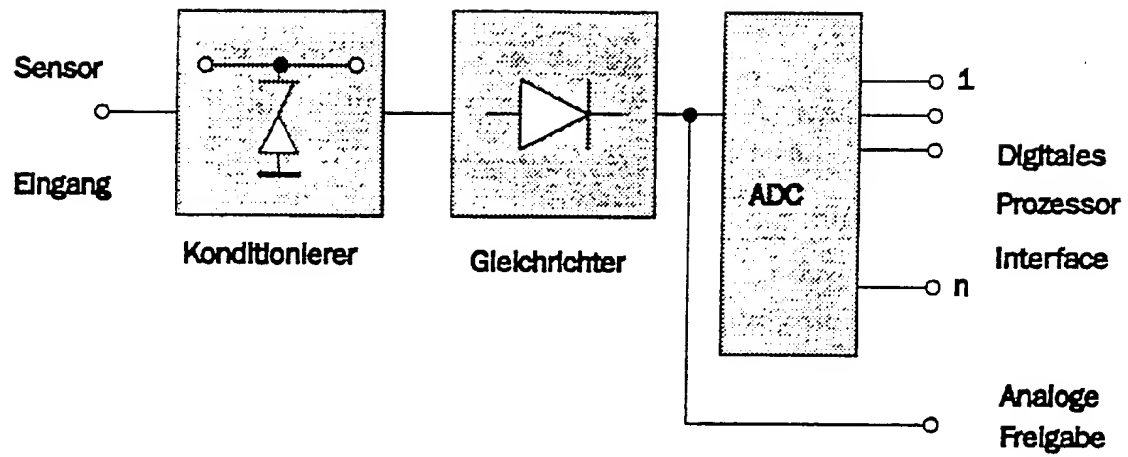 Sensor
Eingang
Konditionierer
Gleichrichter
ADC
1
n
Digitales
Prozessor
Interface
Analoge
Freigabe